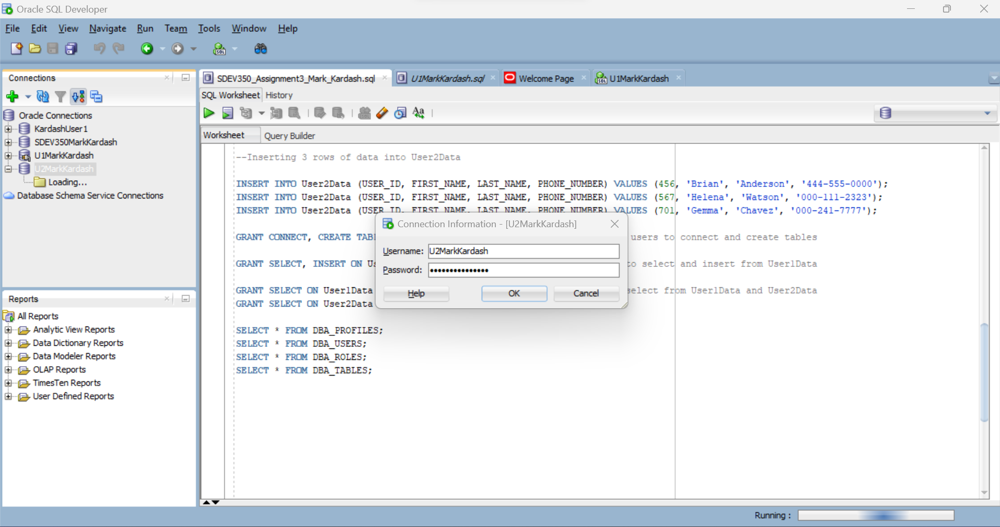 Oracle SQL Developer
File Edit View Navigate Run Team Tools Window Help
Connections
Oracle Connections
KardashUser1
SDEV350MarkKardash
U1MarkKardash
U2MarkKardash
Loading...
Database Schema Service Connections
Reports
All Reports
Analytic View Reports
Data Dictionary Reports
Data Modeler Reports
OLAP Reports
TimesTen Reports
User Defined Reports
SDEV350_Assignment3_Mark_Kardash.sql U1MarkKardash.sql Welcome Page U1MarkKardash
SQL Worksheet History
Worksheet Query Builder
--Inserting 3 rows of data into User2Data
INSERT INTO User2Data (USER_ID, FIRST_NAME, LAST_NAME, PHONE_NUMBER) VALUES (456, 'Brian', 'Anderson', '444-555-0000');
INSERT INTO User2Data (USER_ID, FIRST_NAME, LAST_NAME, PHONE_NUMBER) VALUES (567, 'Helena', 'Watson', '000-111-2323');
INSERT INTO User2Data (USER_ID, FIRST_NAME, LAST_NAME, PHONE_NUMBER) VALUES (701, 'Gemma', 'Chavez', '000-241-7777');
GRANT CONNECT, CREATE users to connect and create tables
GRANT SELECT, INSERT ON to select and insert from User1Data
GRANT SELECT ON User1Data select from User1Data and User2Data
GRANT SELECT ON User2Data
SELECT * FROM DBA_PROFILES;
SELECT * FROM DBA_USERS;
SELECT * FROM DBA_ROLES;
SELECT * FROM DBA_TABLES;
Connection Information - [U2MarkKardash]
Username: U2MarkKardash
Password: •••••••••••••••
Help OK Cancel
Running :